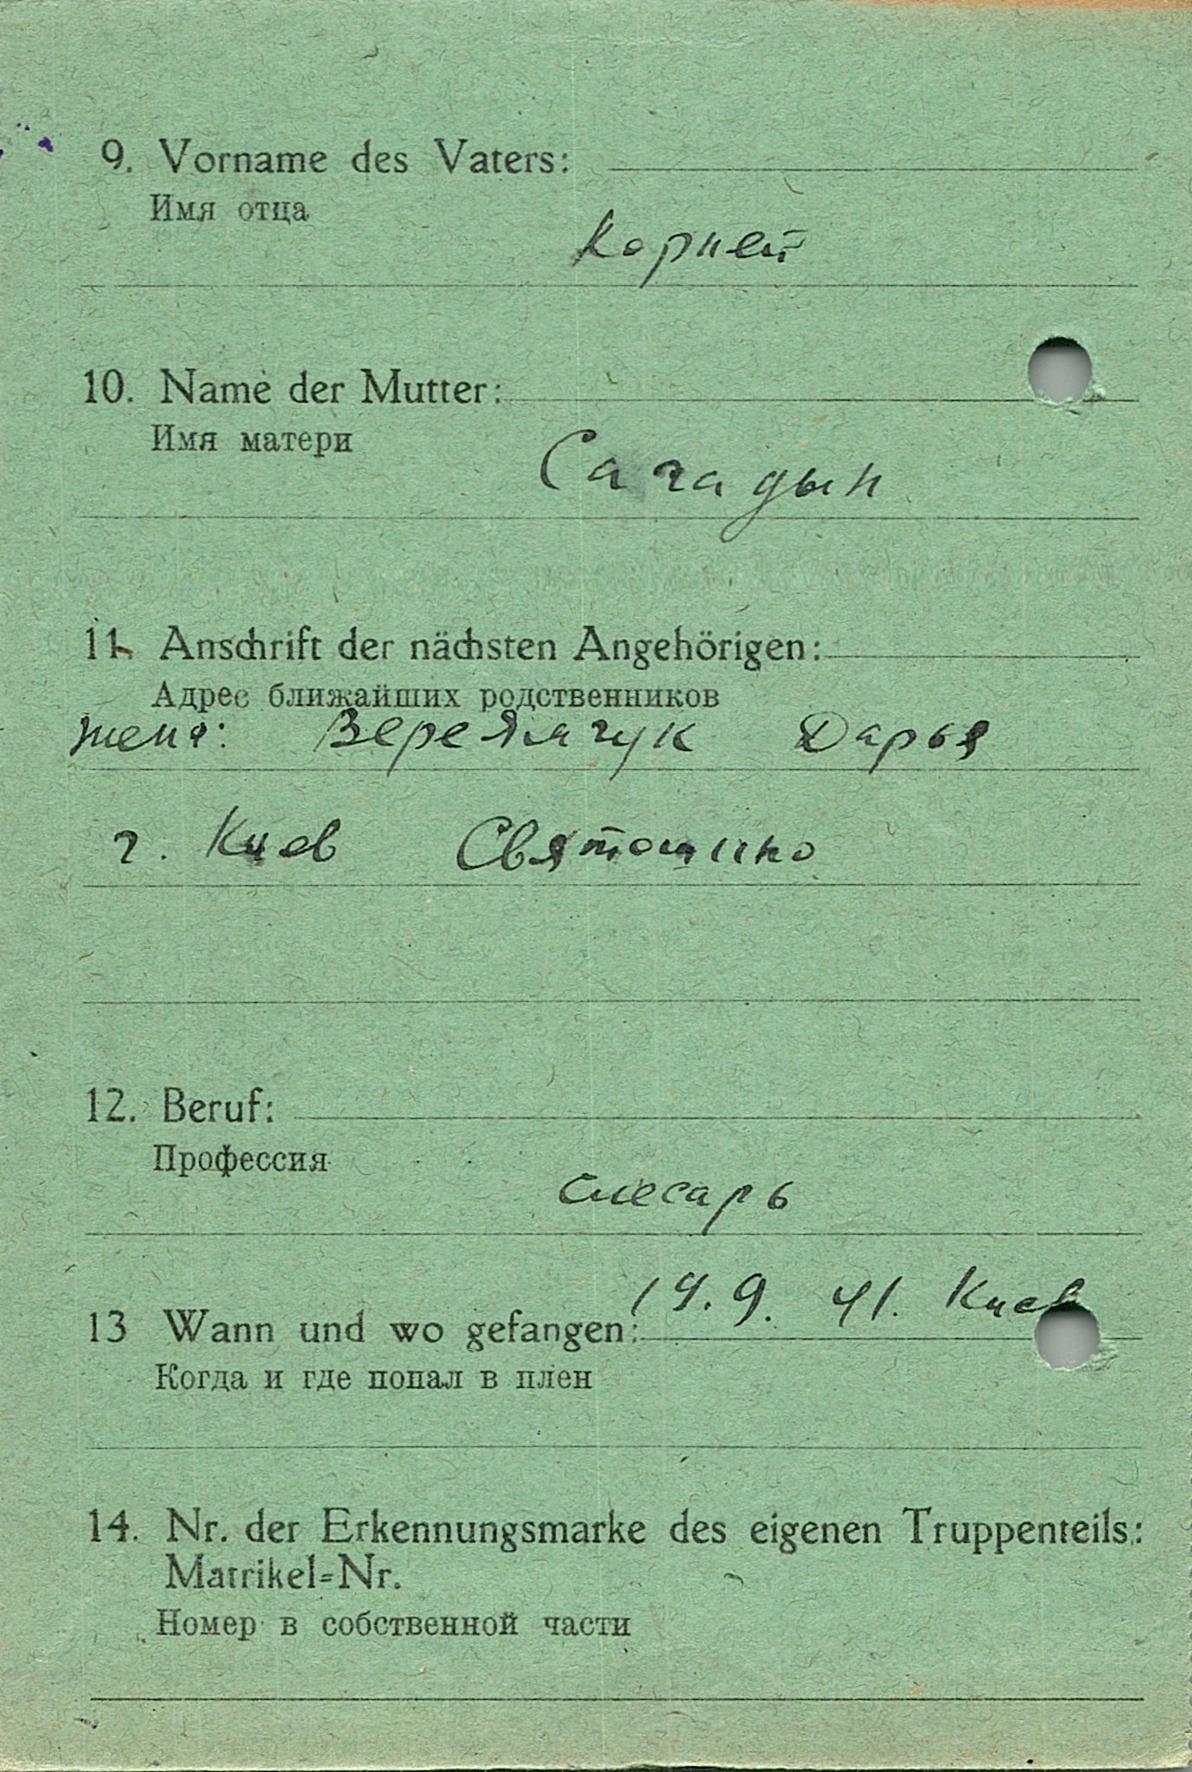 9. Vorname des Vaters:
Имя отца
Корней
10. Name der Mutter:
Имя матери
Сагадын
11. Anschrift der nächsten Angehörigen:
Адрес ближайших родственников
жена: Веремчук Дарья
г. Киев Святошино
12. Beruf:
Профессия
слесарь
19.9.41. Киев
13 Wann und wo gefangen:
Когда и где попал в плен
14. Nr. der Erkennungsmarke des eigenen Truppenteils:
Matrikel=Nr.
Номер в собственной части